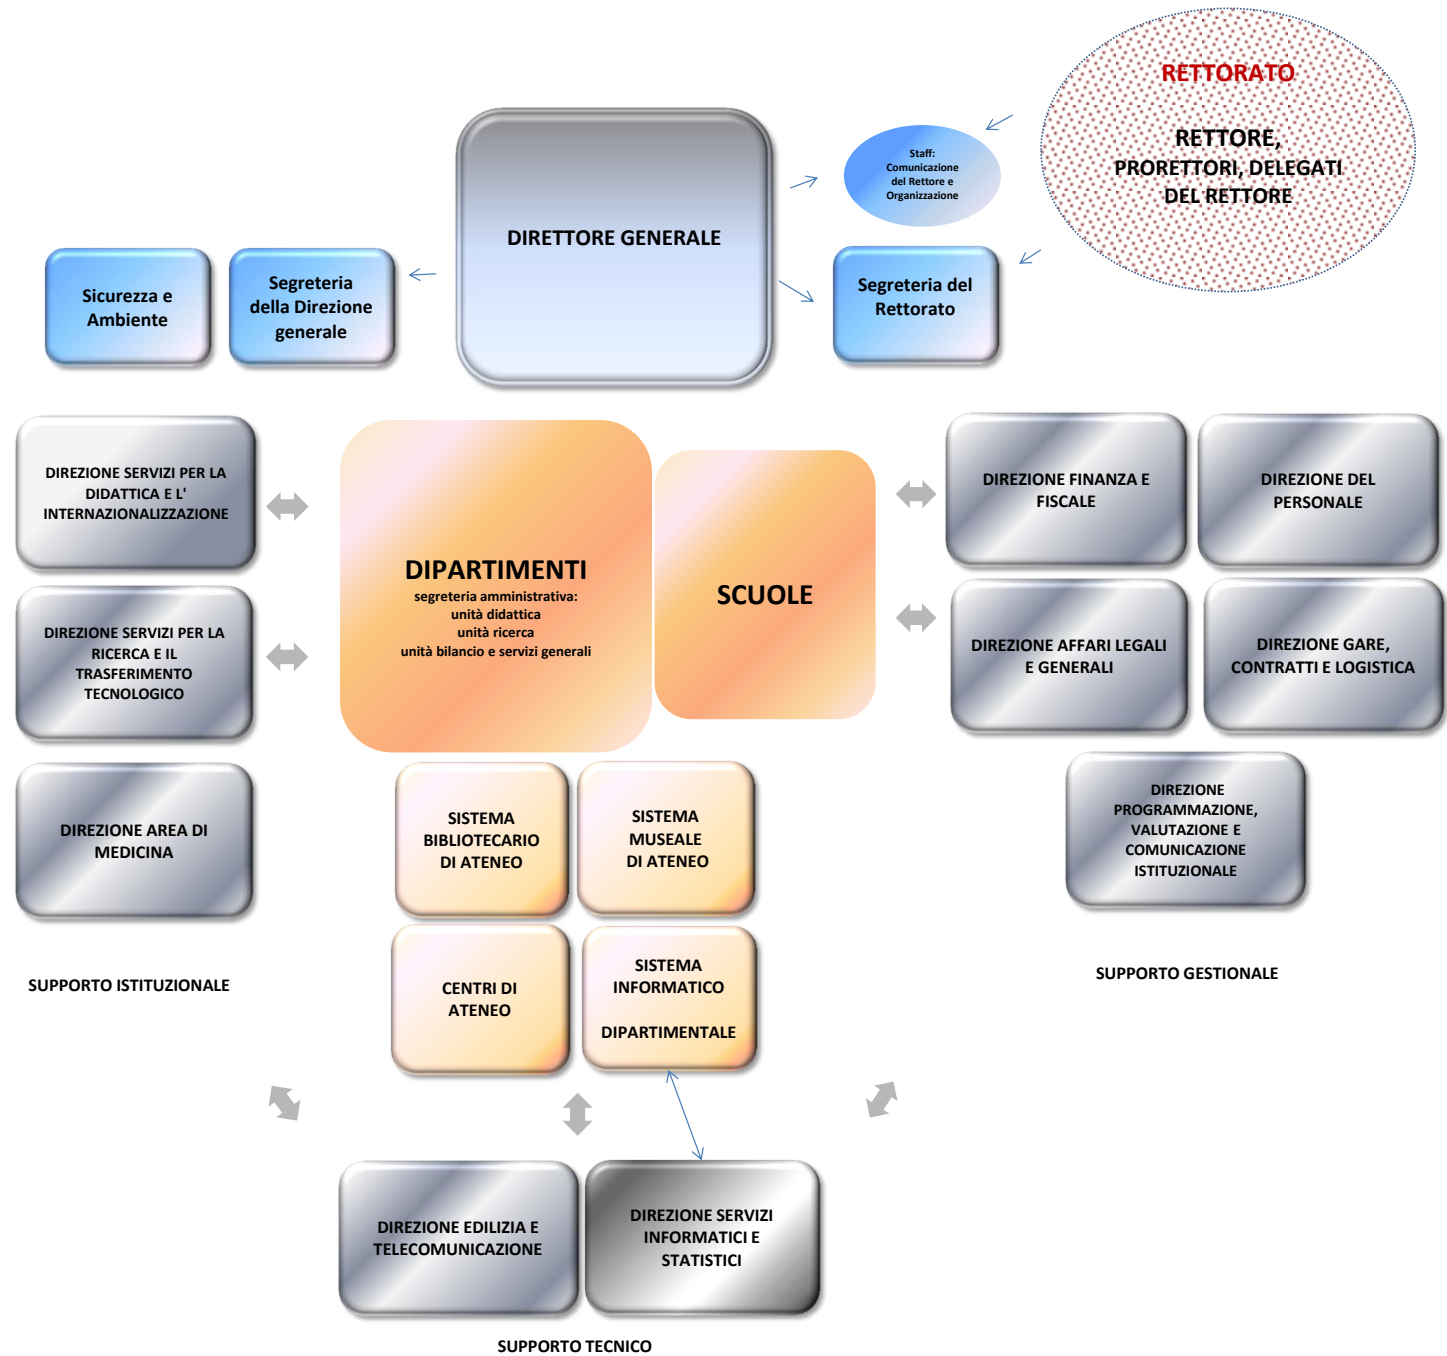 RETTORATO
RETTORE,
PRORETTORI, DELEGATI
DEL RETTORE
Staff:
Comunicazione
del Rettore e
Organizzazione
DIRETTORE GENERALE
Sicurezza e
Ambiente
Segreteria
della Direzione
generale
Segreteria del
Rettorato
DIREZIONE SERVIZI PER LA
DIDATTICA E L'
INTERNAZIONALIZZAZIONE
DIREZIONE SERVIZI PER LA
RICERCA E IL
TRASFERIMENTO
TECNOLOGICO
DIREZIONE AREA DI
MEDICINA
SUPPORTO ISTITUZIONALE
DIPARTIMENTI
segreteria amministrativa:
unità didattica
unità ricerca
unità bilancio e servizi generali
SCUOLE
DIREZIONE FINANZA E
FISCALE
DIREZIONE DEL
PERSONALE
DIREZIONE AFFARI LEGALI
E GENERALI
DIREZIONE GARE,
CONTRATTI E LOGISTICA
DIREZIONE
PROGRAMMAZIONE,
VALUTAZIONE E
COMUNICAZIONE
ISTITUZIONALE
SUPPORTO GESTIONALE
SISTEMA
BIBLIOTECARIO
DI ATENEO
SISTEMA
MUSEALE
DI ATENEO
CENTRI DI
ATENEO
SISTEMA
INFORMATICO
DIPARTIMENTALE
DIREZIONE EDILIZIA E
TELECOMUNICAZIONE
DIREZIONE SERVIZI
INFORMATICI E
STATISTICI
SUPPORTO TECNICO